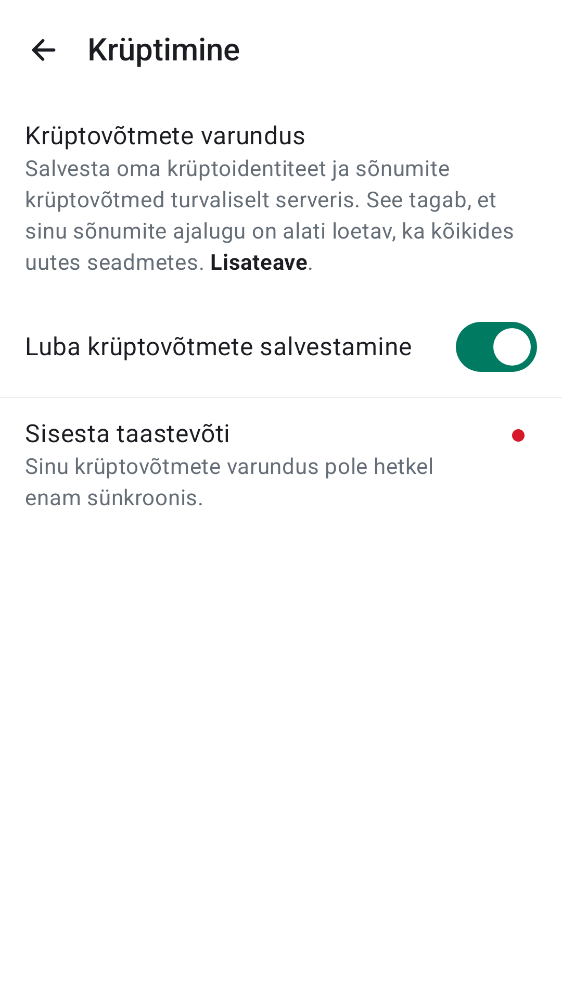 Krüptimine
Krüptovõtmete varundus
Salvesta oma krüptoidentiteet ja sõnumite
krüptovõtmed turvaliselt serveris. See tagab, et
sinu sõnumite ajalugu on alati loetav, ka kõikides
uutes seadmetes. Lisateave.
Luba krüptovõtmete salvestamine
Sisesta taastevõti
Sinu krüptovõtmete varundus pole hetkel
enam sünkroonis.